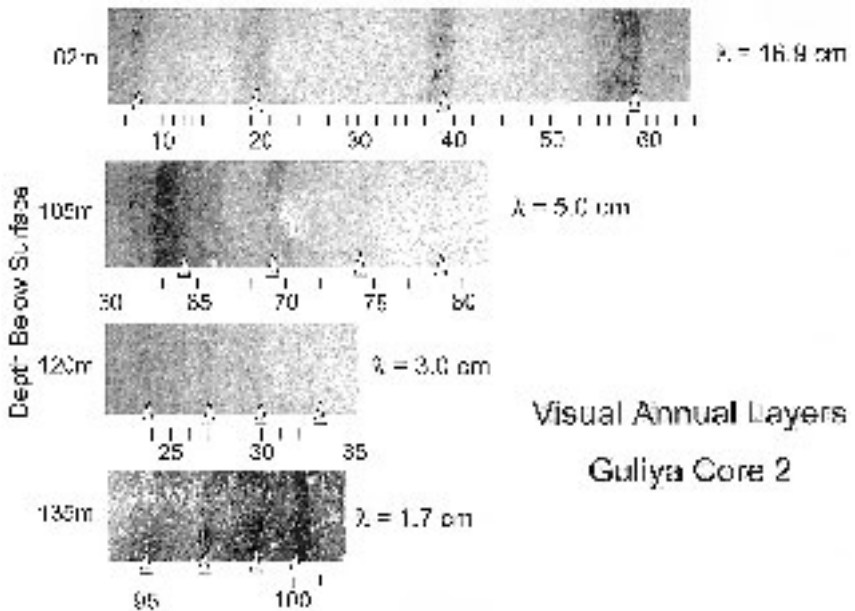 λ = 16.9 cm
10 20 30 40 50 60
105m
λ = 5.0 cm
60 65 70 75 80
Depth Below Surface
120m
λ = 3.0 cm
25 30 35
Visual Annual Layers
Guliya Core 2
135m
λ = 1.7 cm
95 100